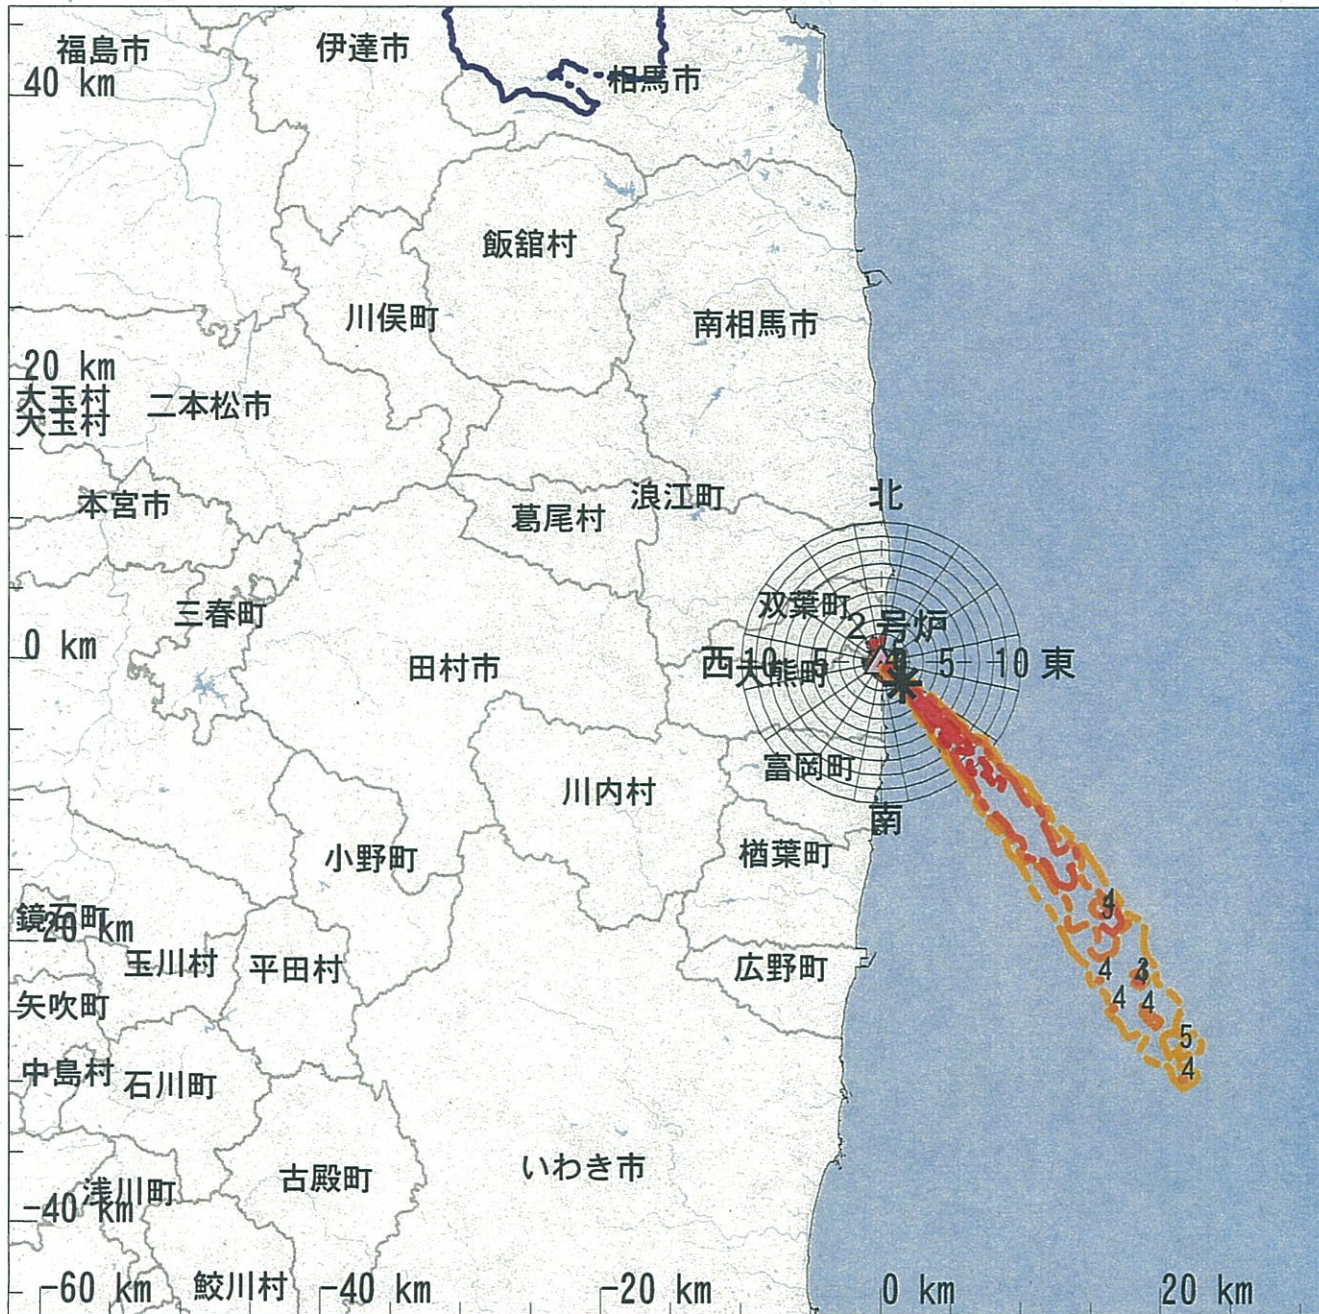 福島市
伊達市
相馬市
40 km
飯舘村
川俣町
南相馬市
20 km
大玉村
大玉村
二本松市
本宮市
葛尾村
浪江町
北
三春町
双葉町
2号炉
0 km
田村市
西
10
5
大熊町
5
10
東
川内村
富岡町
南
小野町
楢葉町
鏡石町
-20 km
玉川村
平田村
広野町
4
4
3
4
4
矢吹町
5
4
中島村
石川町
いわき市
古殿町
浅川町
-40 km
鮫川村
-60 km
-40 km
-20 km
0 km
20 km